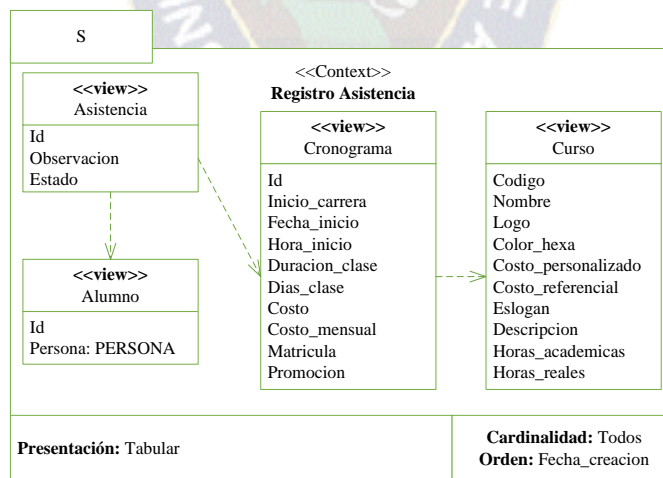 S
<<Context>>
Registro Asistencia
<<view>>
Asistencia
Id
Observacion
Estado
<<view>>
Alumno
Id
Persona: PERSONA
<<view>>
Cronograma
Id
Inicio_carrera
Fecha_inicio
Hora_inicio
Duracion_clase
Dias_clase
Costo
Costo_mensual
Matricula
Promocion
<<view>>
Curso
Codigo
Nombre
Logo
Color_hexa
Costo_personalizado
Costo_referencial
Eslogan
Descripcion
Horas_academicas
Horas_reales
Presentación: Tabular
Cardinalidad: Todos
Orden: Fecha_creacion